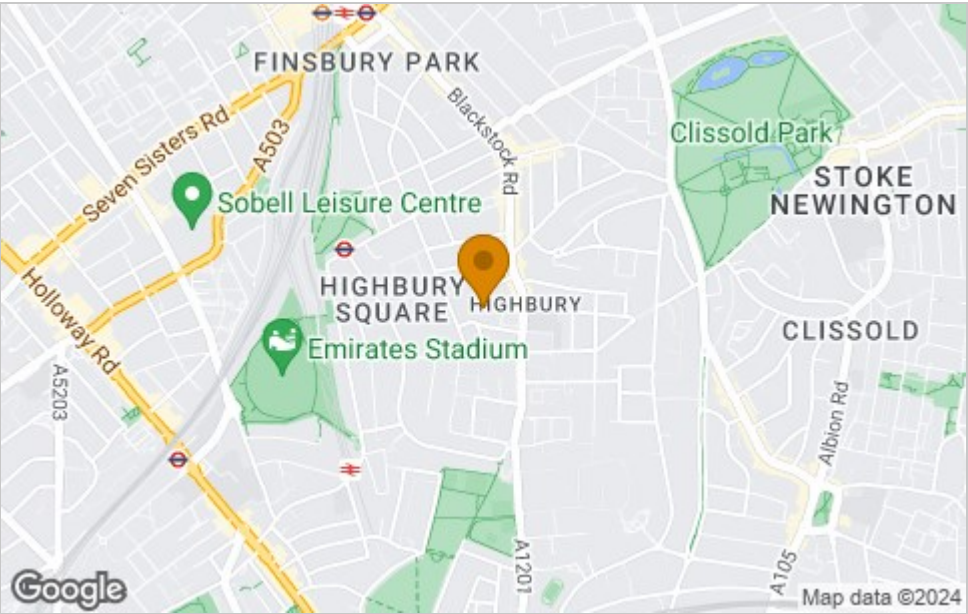 FINSBURY PARK
Blackstock Rd
Seven Sisters Rd
A503
Clissold Park
STOKE
NEWINGTON
Sobell Leisure Centre
Holloway Rd
HIGHBURY
SQUARE
HIGHBURY
CLISSOLD
Emirates Stadium
A5203
Albion Rd
A1201
A105
Google
Map data ©2024